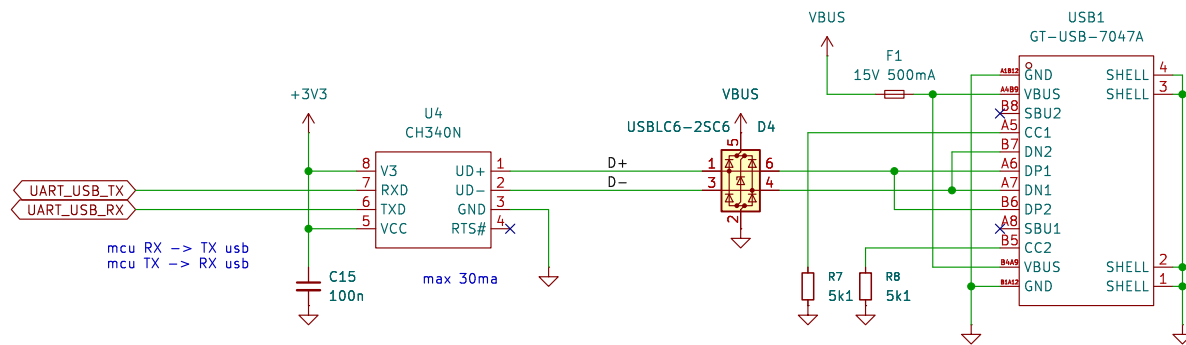 VBUS
USB1
GT-USB-7047A
F1
15V 500mA
+3V3
U4
CH340N
VBUS
USBLC6-2SC6 D4
8 V3
7 RXD
6 TXD
5 VCC
UD+ 1
UD- 2
GND 3
RTS# 4
UART_USB_TX
UART_USB_RX
mcu RX -> TX usb
mcu TX -> RX usb
max 30ma
C15
100n
D+
D-
5
1
3
6
4
2
A1B12 GND
A4B9 VBUS
B8 SBU2
A5 CC1
B7 DN2
A6 DP1
A7 DN1
B6 DP2
A8 SBU1
B5 CC2
B4A9 VBUS
B1A12 GND
SHELL 4
SHELL 3
SHELL 2
SHELL 1
R7
5k1
R8
5k1